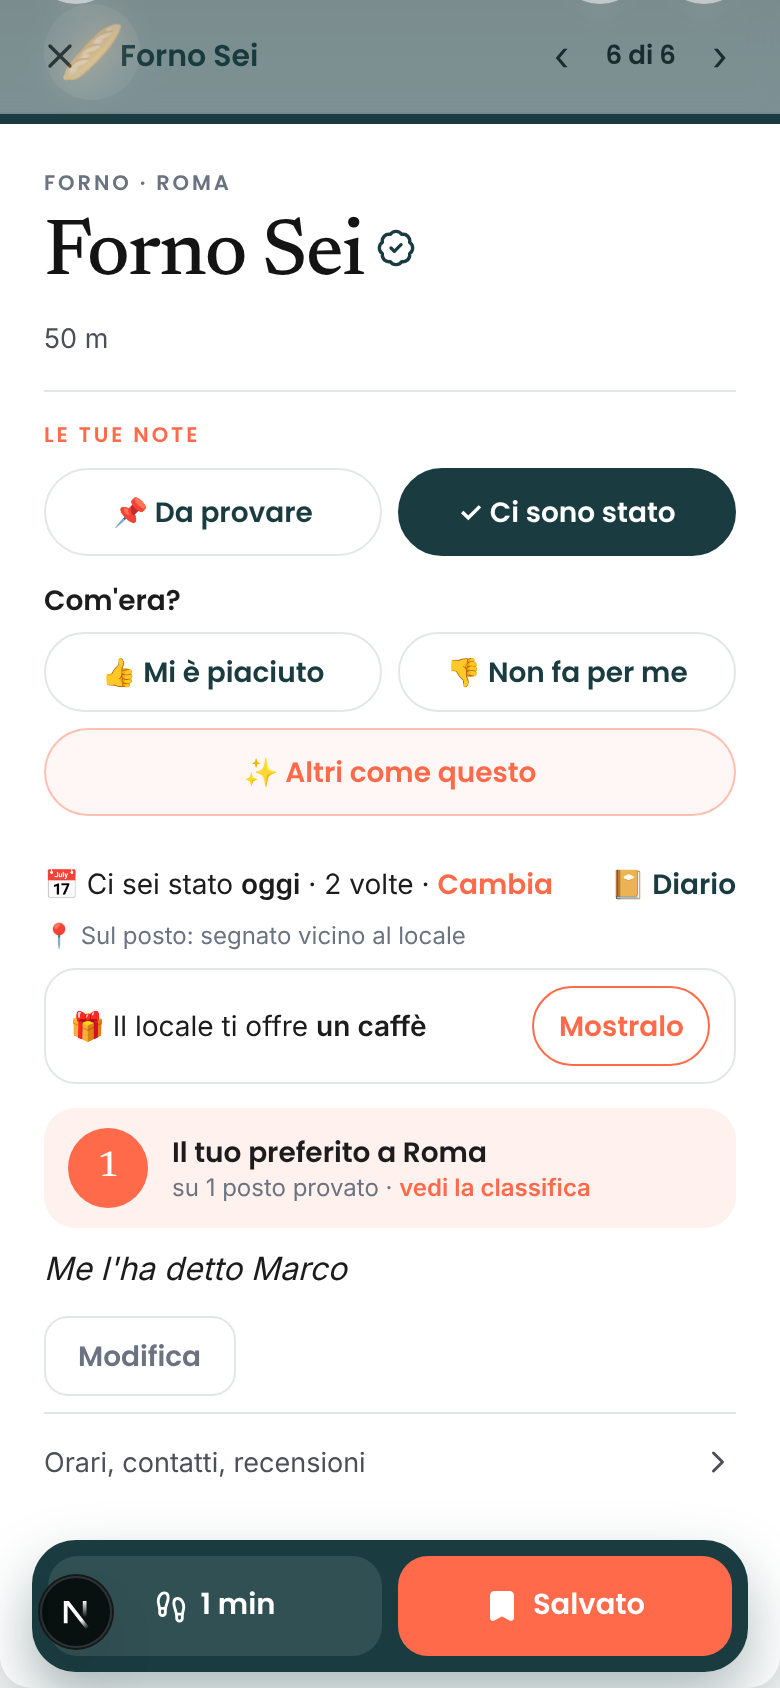 Forno Sei
6 di 6
FORNO · ROMA
Forno Sei
50 m
LE TUE NOTE
📌 Da provare
✓ Ci sono stato
Com'era?
👍 Mi è piaciuto
👎 Non fa per me
✨ Altri come questo
📅 Ci sei stato oggi · 2 volte · Cambia
📔 Diario
📍 Sul posto: segnato vicino al locale
🎁 Il locale ti offre un caffè
Mostralo
1
Il tuo preferito a Roma
su 1 posto provato · vedi la classifica
Me l'ha detto Marco
Modifica
Orari, contatti, recensioni
N
1 min
Salvato